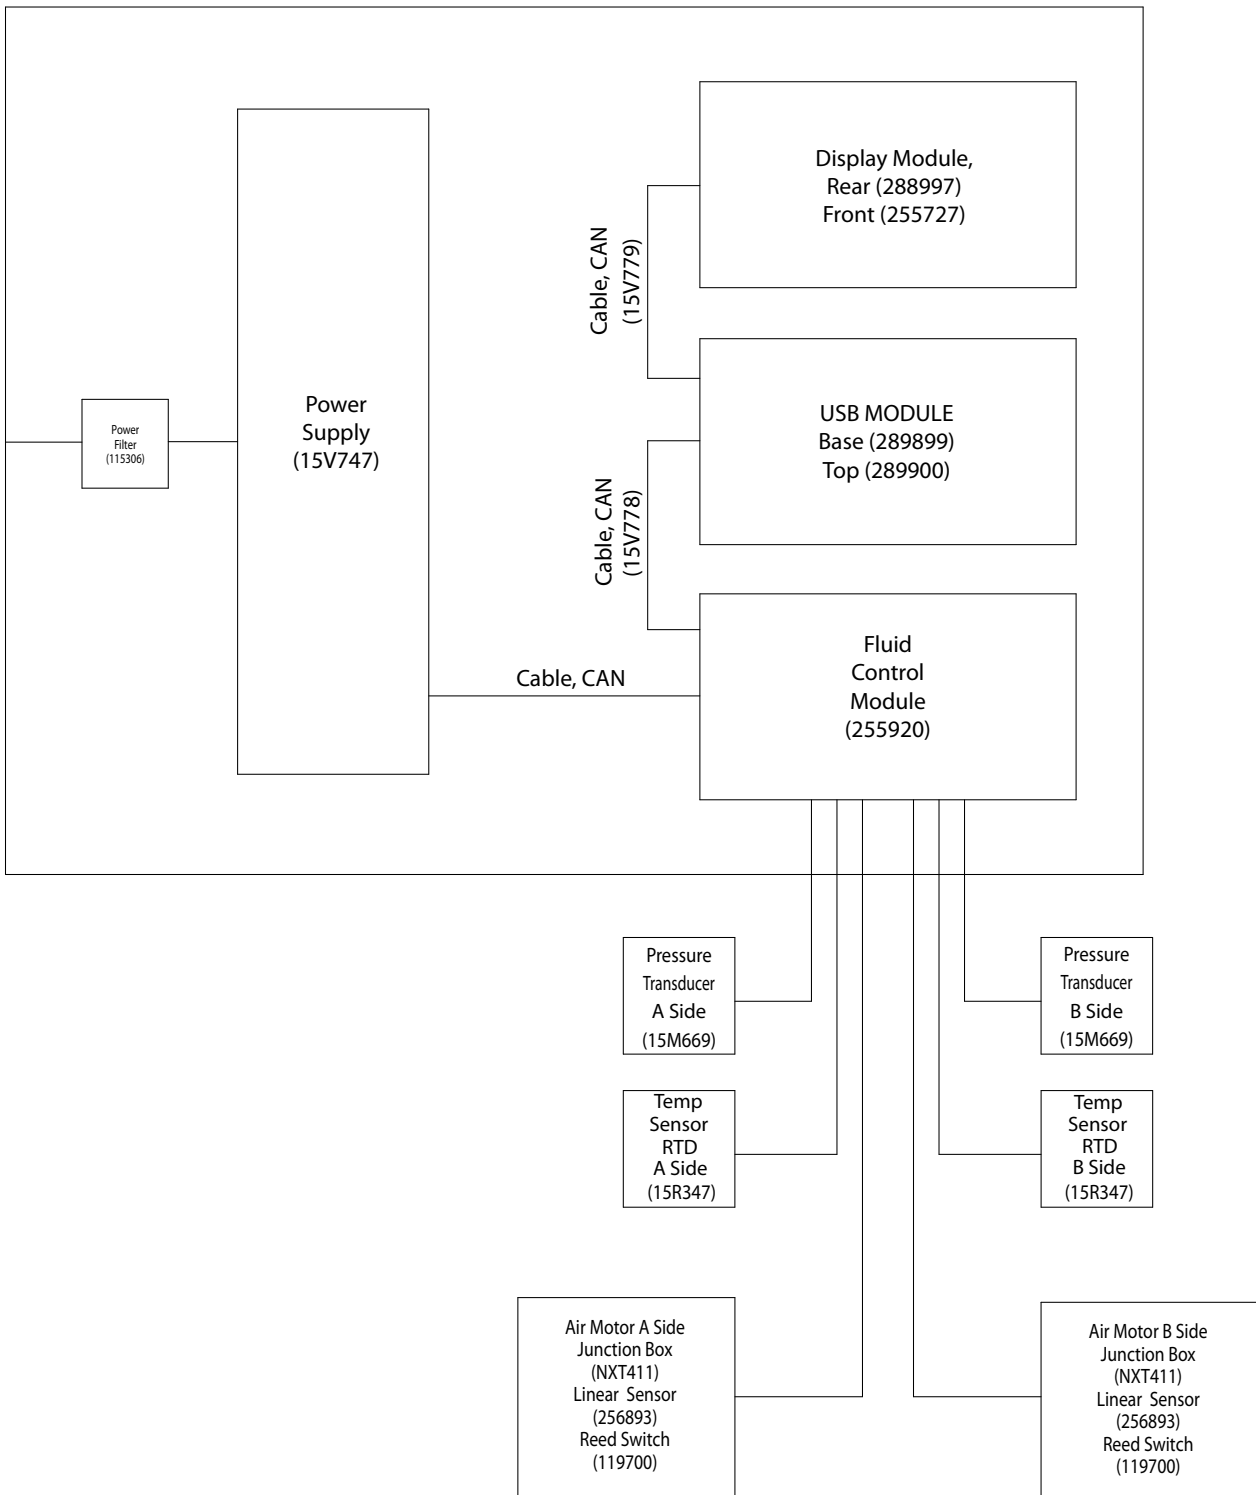 Display Module,
Rear (288997)
Front (255727)
Cable, CAN
(15V779)
Power
Filter
(115306)
Power
Supply
(15V747)
USB MODULE
Base (289899)
Top (289900)
Cable, CAN
(15V778)
Fluid
Control
Module
(255920)
Cable, CAN
Pressure
Transducer
A Side
(15M669)
Pressure
Transducer
B Side
(15M669)
Temp
Sensor
RTD
A Side
(15R347)
Temp
Sensor
RTD
B Side
(15R347)
Air Motor A Side
Junction Box
(NXT411)
Linear Sensor
(256893)
Reed Switch
(119700)
Air Motor B Side
Junction Box
(NXT411)
Linear Sensor
(256893)
Reed Switch
(119700)